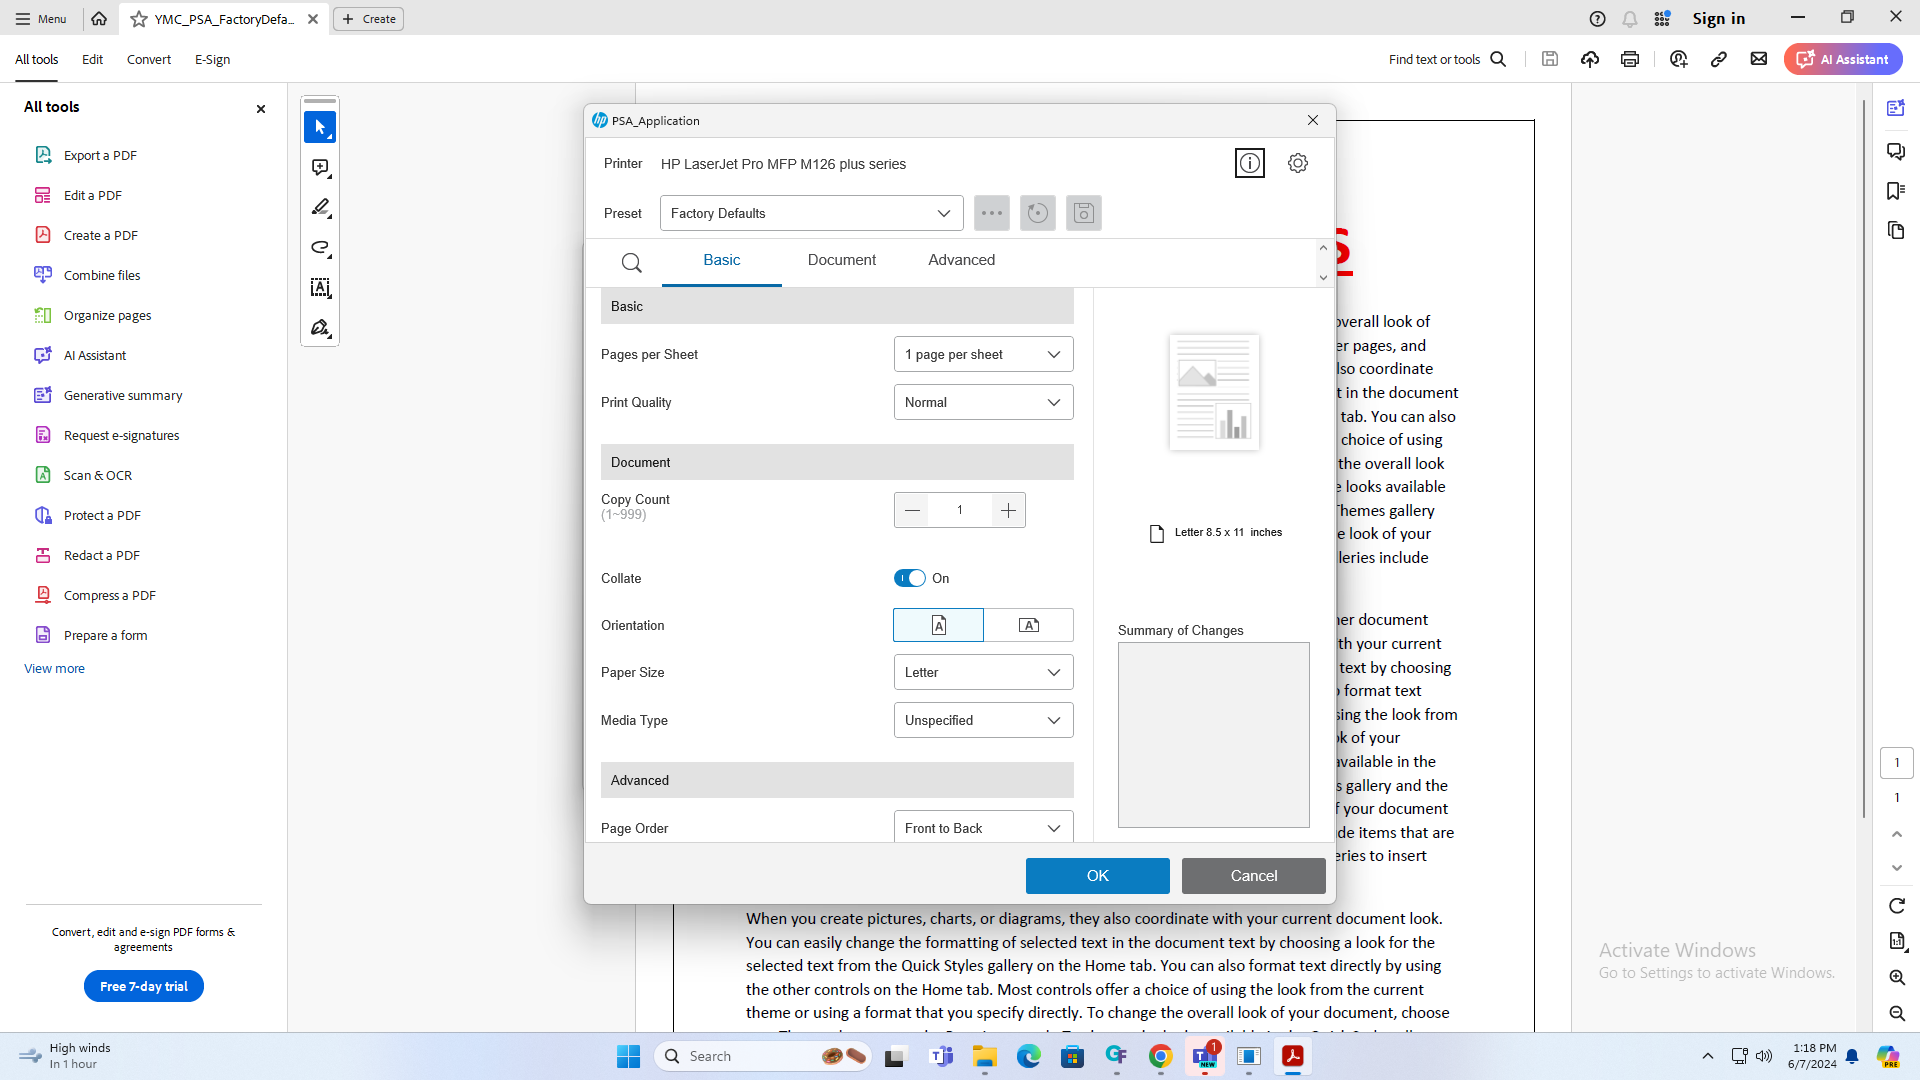 Menu
YMC_PSA_FactoryDefa...
Create
Sign in
All tools
Edit
Convert
E-Sign
Find text or tools
AI Assistant
All tools
Export a PDF
Edit a PDF
Create a PDF
Combine files
Organize pages
AI Assistant
Generative summary
Request e-signatures
Scan & OCR
Protect a PDF
Redact a PDF
Compress a PDF
Prepare a form
View more
Convert, edit and e-sign PDF forms &
agreements
Free 7-day trial
PSA_Application
Printer HP LaserJet Pro MFP M126 plus series
Preset Factory Defaults
Basic Document Advanced
Basic
Pages per Sheet 1 page per sheet
Print Quality Normal
Document
Copy Count
(1~999)
1
Collate On
Orientation
Paper Size Letter
Media Type Unspecified
Advanced
Page Order Front to Back
Letter 8.5 x 11 inches
Summary of Changes
OK
Cancel
S
overall look of
er pages, and
lso coordinate
t in the document
tab. You can also
choice of using
the overall look
e looks available
Themes gallery
e look of your
lleries include
her document
th your current
text by choosing
o format text
sing the look from
ok of your
available in the
s gallery and the
f your document
de items that are
eries to insert
When you create pictures, charts, or diagrams, they also coordinate with your current document look.
You can easily change the formatting of selected text in the document text by choosing a look for the
selected text from the Quick Styles gallery on the Home tab. You can also format text directly by using
the other controls on the Home tab. Most controls offer a choice of using the look from the current
theme or using a format that you specify directly. To change the overall look of your document, choose
1
1
Activate Windows
Go to Settings to activate Windows.
High winds
In 1 hour
Search
1
NEW
1:18 PM
6/7/2024
PRE